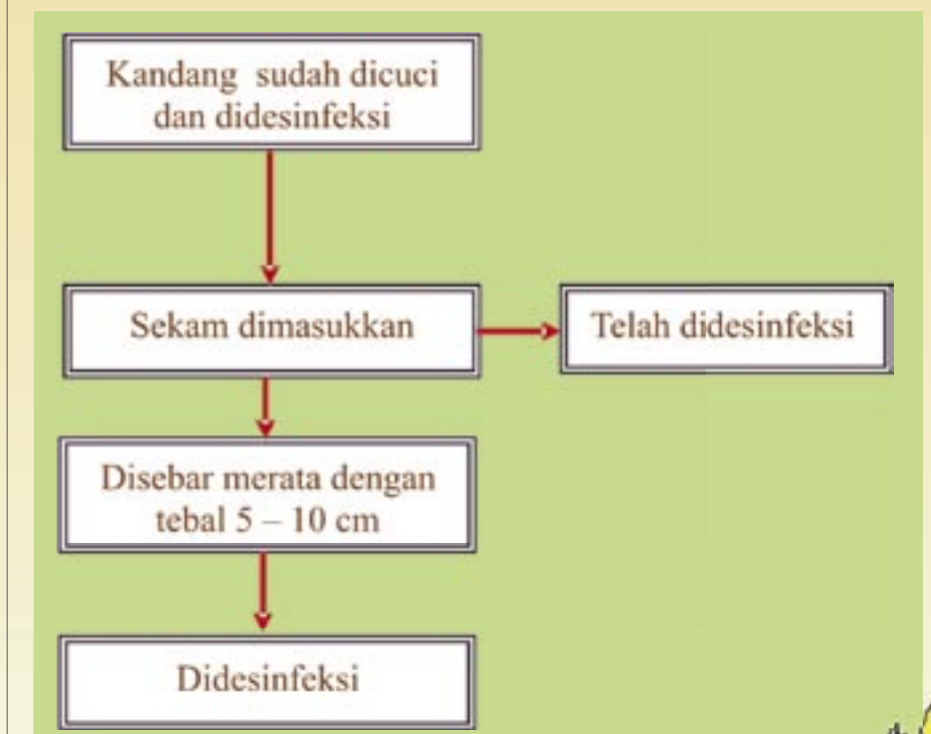 Kandang sudah dicuci
dan didesinfeksi
Sekam dimasukkan
Telah didesinfeksi
Disebar merata dengan
tebal 5 – 10 cm
Didesinfeksi